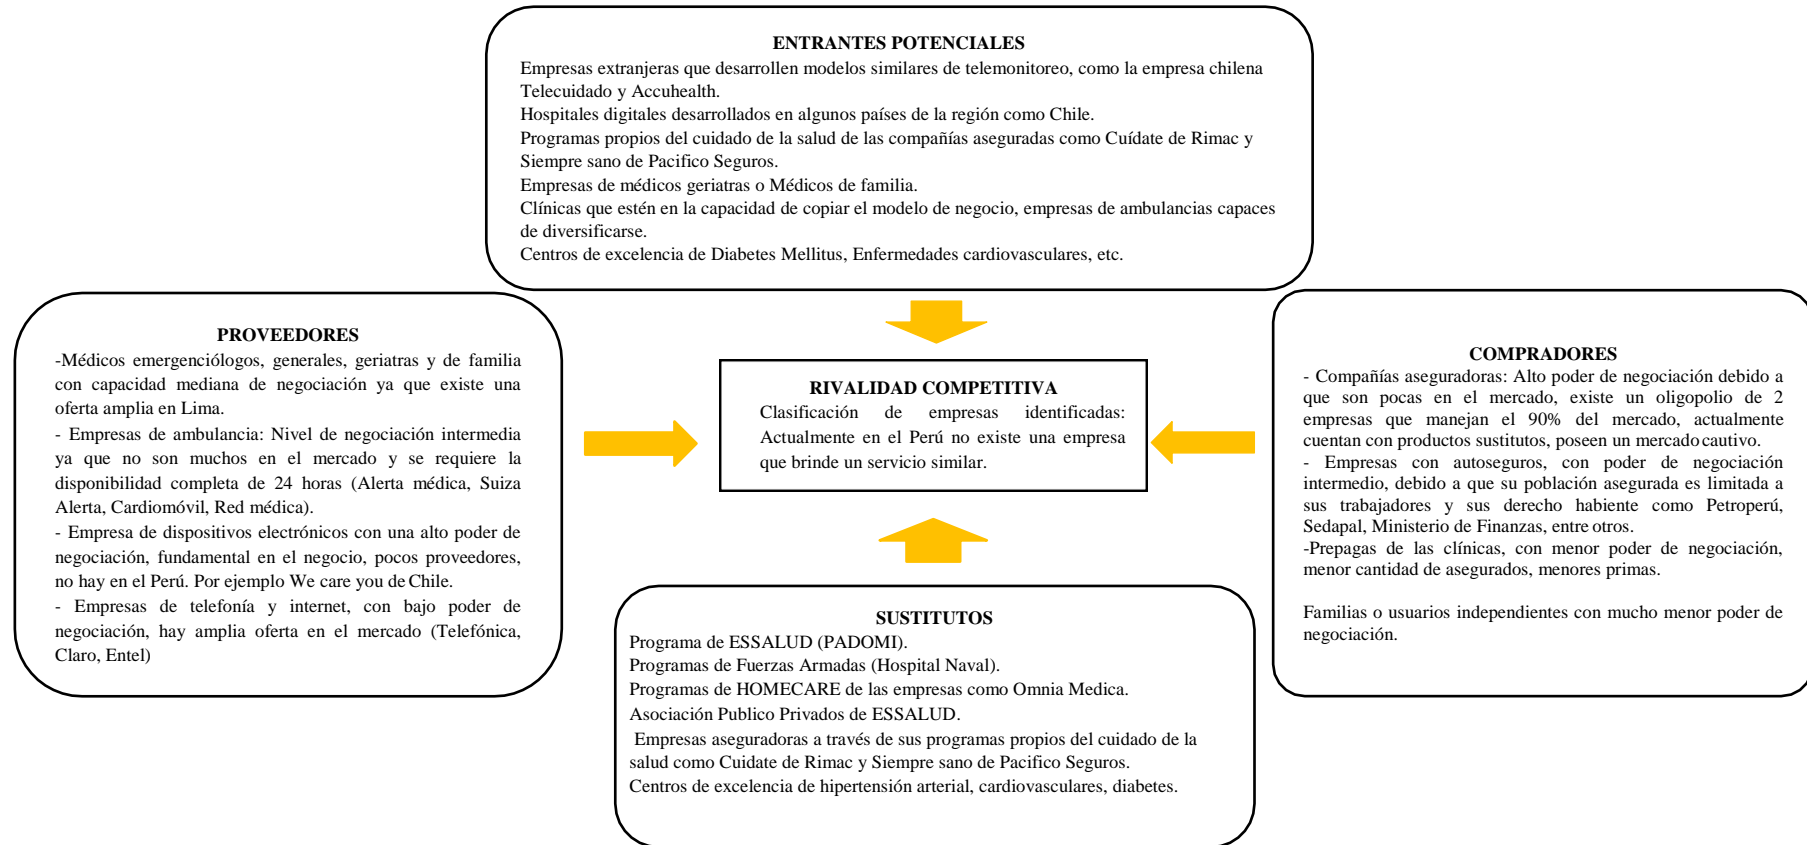 ENTRANTES POTENCIALES
Empresas extranjeras que desarrollen modelos similares de telemonitoreo, como la empresa chilena
Telecuidado y Accuhealth.
Hospitales digitales desarrollados en algunos países de la región como Chile.
Programas propios del cuidado de la salud de las compañías aseguradas como Cuídate de Rimac y
Siempre sano de Pacifico Seguros.
Empresas de médicos geriatras o Médicos de familia.
Clínicas que estén en la capacidad de copiar el modelo de negocio, empresas de ambulancias capaces
de diversificarse.
Centros de excelencia de Diabetes Mellitus, Enfermedades cardiovasculares, etc.
PROVEEDORES
-Médicos emergenciólogos, generales, geriatras y de familia
con capacidad mediana de negociación ya que existe una
oferta amplia en Lima.
- Empresas de ambulancia: Nivel de negociación intermedia
ya que no son muchos en el mercado y se requiere la
disponibilidad completa de 24 horas (Alerta médica, Suiza
Alerta, Cardiomóvil, Red médica).
- Empresa de dispositivos electrónicos con una alto poder de
negociación, fundamental en el negocio, pocos proveedores,
no hay en el Perú. Por ejemplo We care you de Chile.
- Empresas de telefonía y internet, con bajo poder de
negociación, hay amplia oferta en el mercado (Telefónica,
Claro, Entel)
RIVALIDAD COMPETITIVA
Clasificación de empresas identificadas:
Actualmente en el Perú no existe una empresa
que brinde un servicio similar.
COMPRADORES
- Compañías aseguradoras: Alto poder de negociación debido a
que son pocas en el mercado, existe un oligopolio de 2
empresas que manejan el 90% del mercado, actualmente
cuentan con productos sustitutos, poseen un mercado cautivo.
- Empresas con autoseguros, con poder de negociación
intermedio, debido a que su población asegurada es limitada a
sus trabajadores y sus derecho habiente como Petroperú,
Sedapal, Ministerio de Finanzas, entre otros.
-Prepagas de las clínicas, con menor poder de negociación,
menor cantidad de asegurados, menores primas.
Familias o usuarios independientes con mucho menor poder de
negociación.
SUSTITUTOS
Programa de ESSALUD (PADOMI).
Programas de Fuerzas Armadas (Hospital Naval).
Programas de HOMECARE de las empresas como Omnia Medica.
Asociación Publico Privados de ESSALUD.
Empresas aseguradoras a través de sus programas propios del cuidado de la
salud como Cuidate de Rimac y Siempre sano de Pacifico Seguros.
Centros de excelencia de hipertensión arterial, cardiovasculares, diabetes.